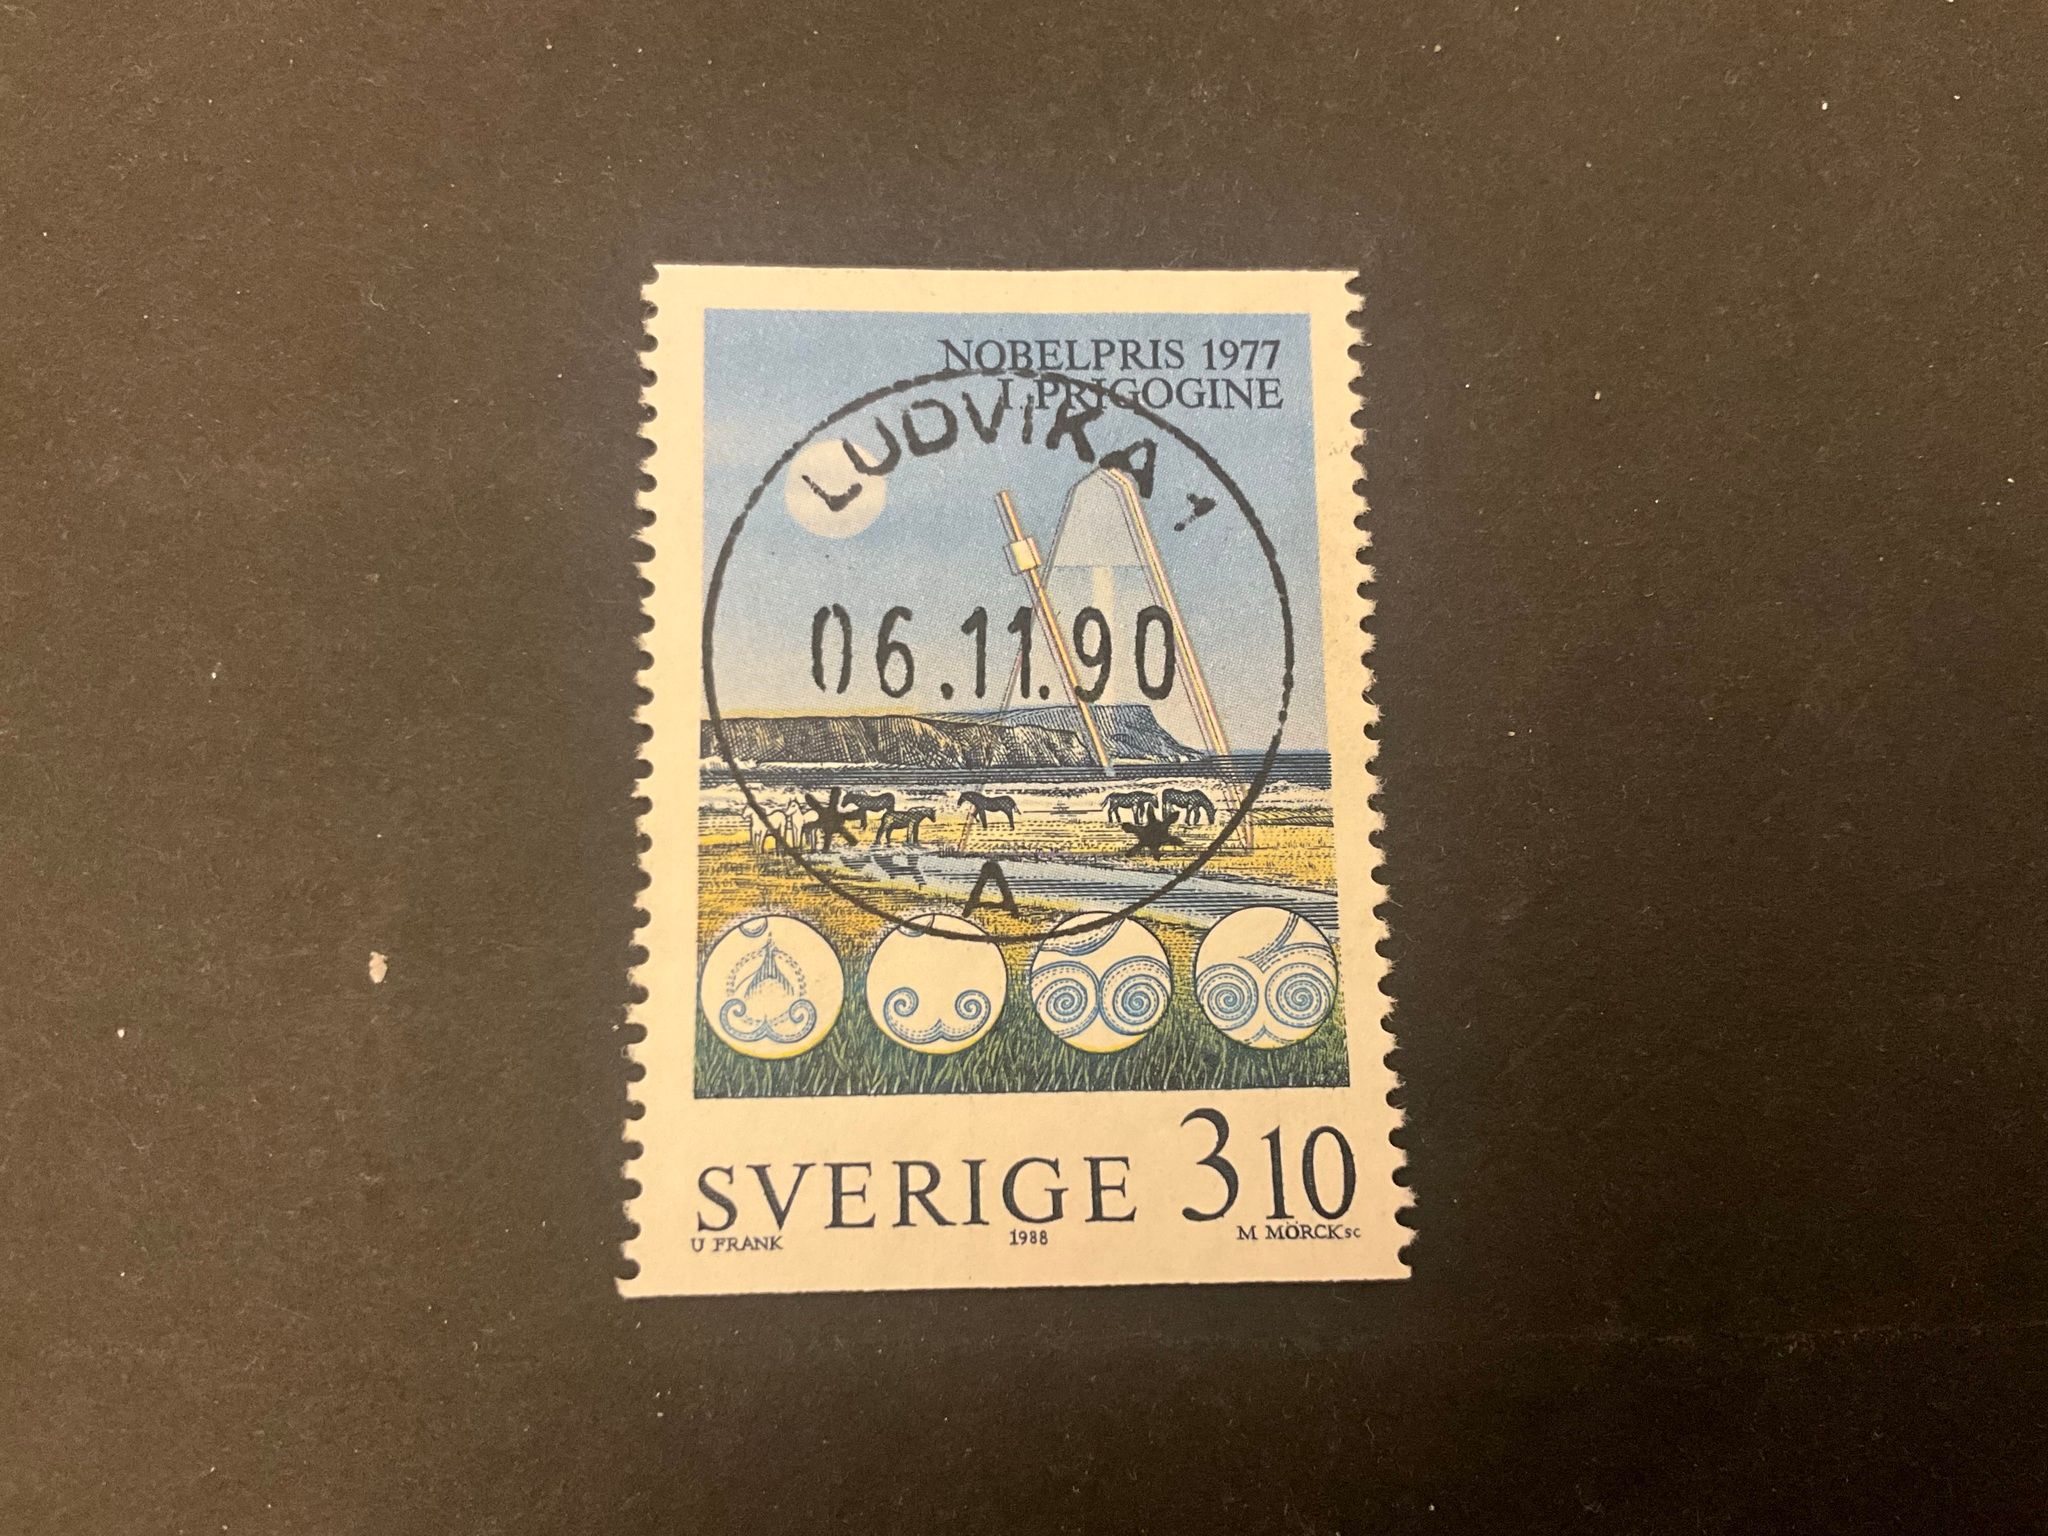 NOBELPRIS 1977
I. PRIGOGINE
LUDVIKA 1
06.11.90
A
SVERIGE 310
U FRANK 1988 M MÖRCK sc